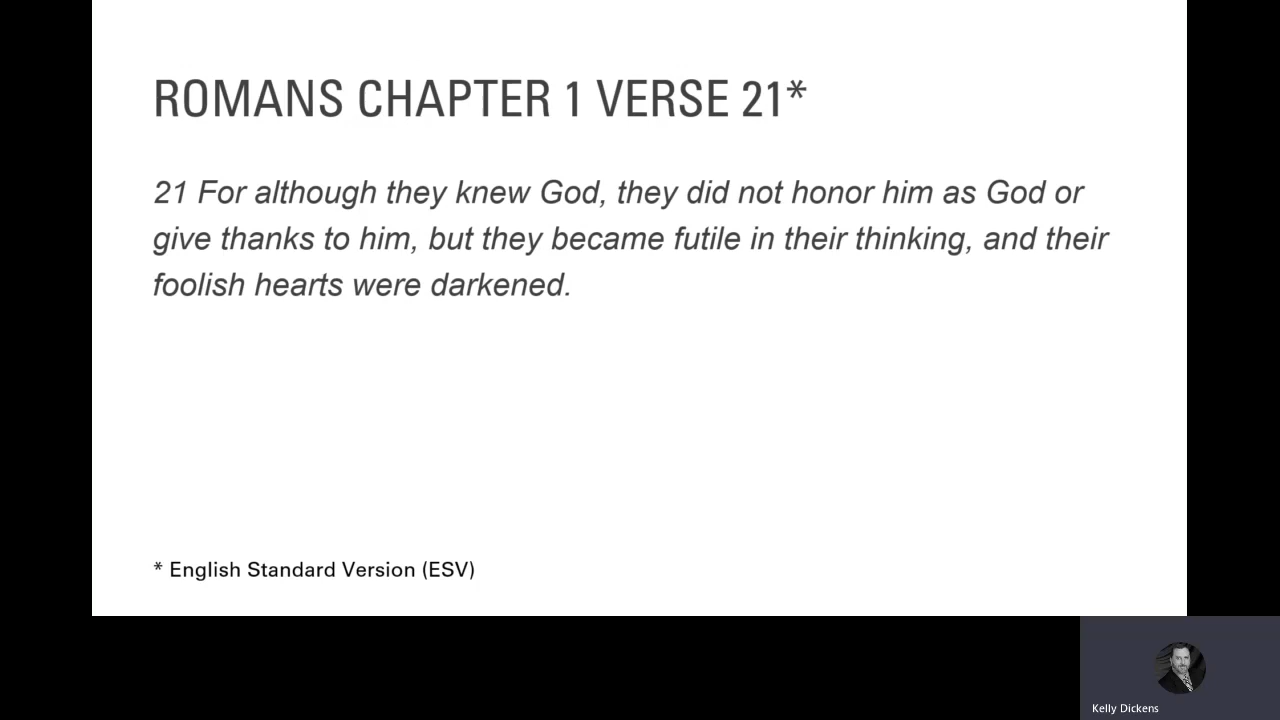 ROMANS CHAPTER 1 VERSE 21*
21 For although they knew God, they did not honor him as God or
give thanks to him, but they became futile in their thinking, and their
foolish hearts were darkened.
* English Standard Version (ESV)
Kelly Dickens